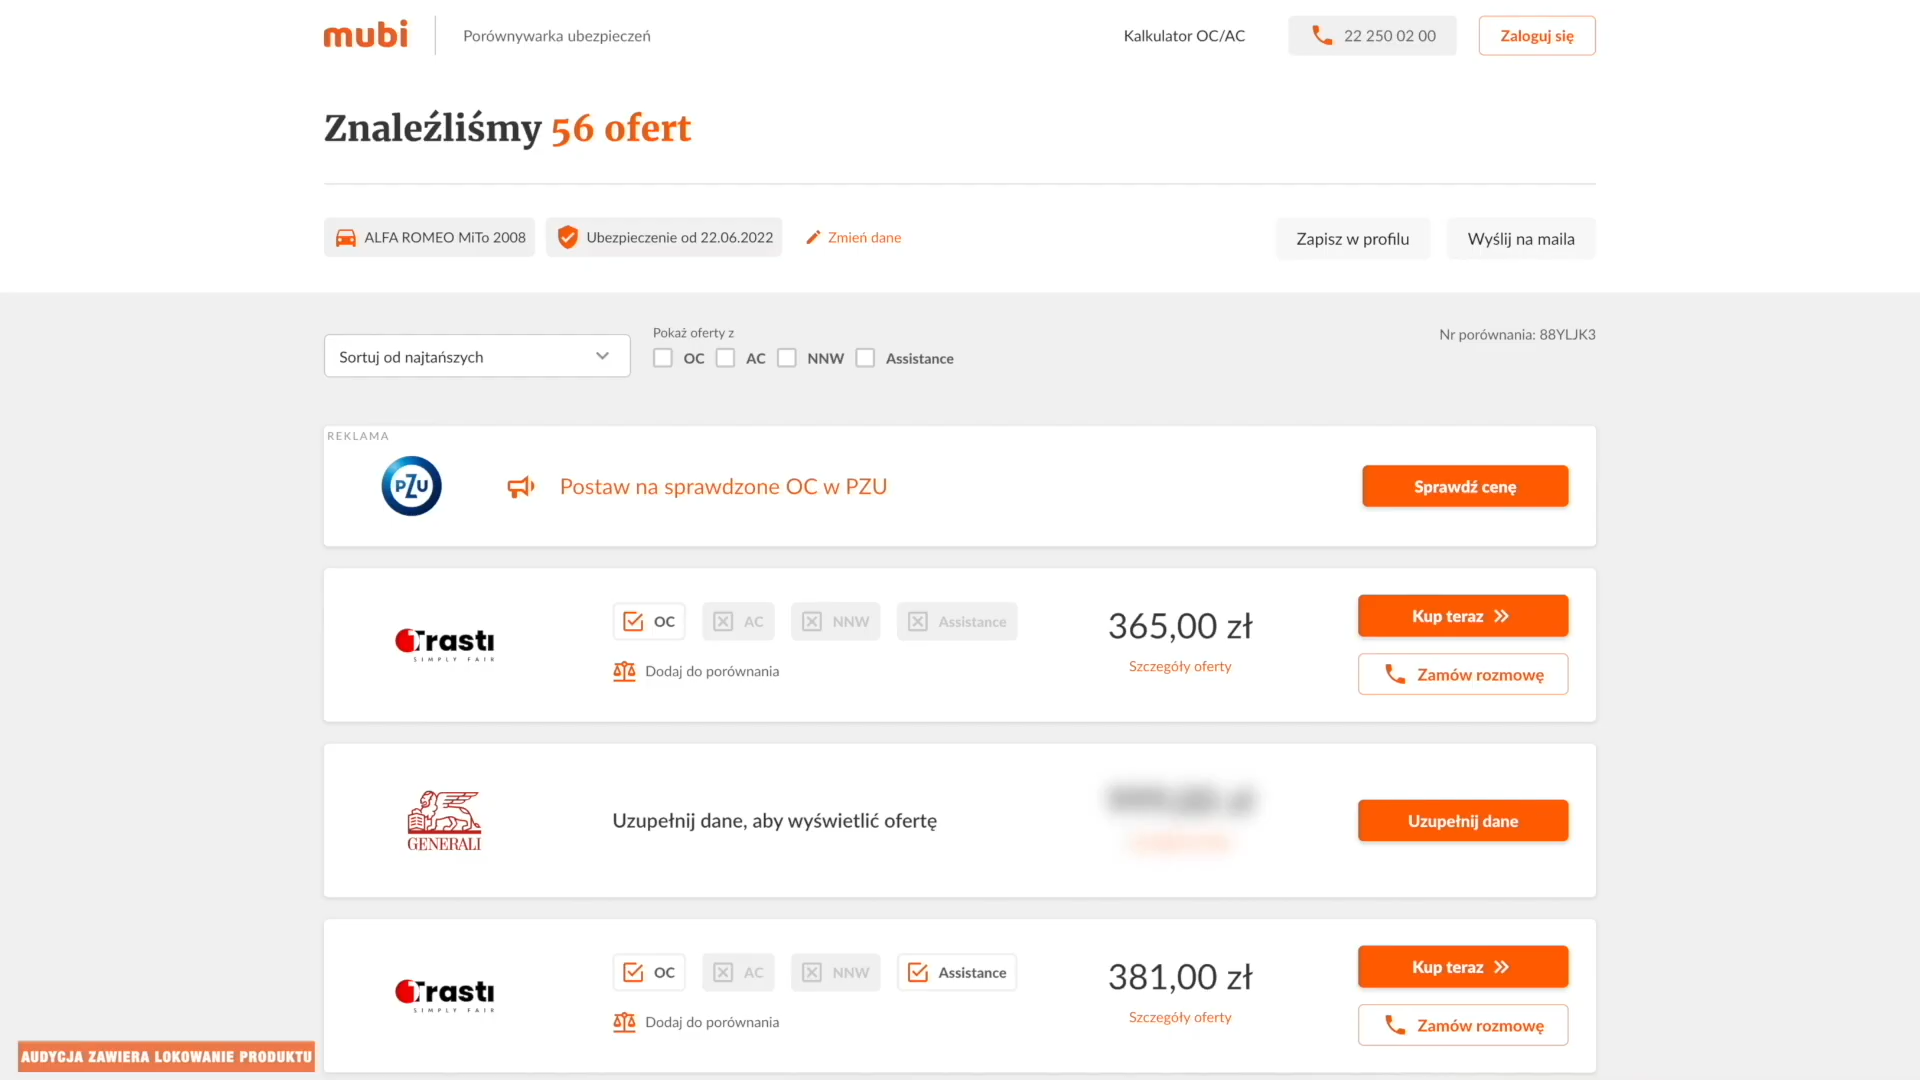 mubi
Porównywarka ubezpieczeń
Kalkulator OC/AC
22 250 02 00
Zaloguj się
Znaleźliśmy 56 ofert
ALFA ROMEO MiTo 2008
Ubezpieczenie od 22.06.2022
Zmień dane
Zapisz w profilu
Wyślij na maila
Sortuj od najtańszych
Pokaż oferty z
OC AC NNW Assistance
Nr porównania: 88YLJK3
REKLAMA
PZU
Postaw na sprawdzone OC w PZU
Sprawdź cenę
Trasti
SIMPLY FAIR
OC AC NNW Assistance
Dodaj do porównania
365,00 zł
Szczegóły oferty
Kup teraz
Zamów rozmowę
GENERALI
Uzupełnij dane, aby wyświetlić ofertę
Uzupełnij dane
Trasti
SIMPLY FAIR
OC AC NNW Assistance
Dodaj do porównania
381,00 zł
Szczegóły oferty
Kup teraz
Zamów rozmowę
AUDYCJA ZAWIERA LOKOWANIE PRODUKTU